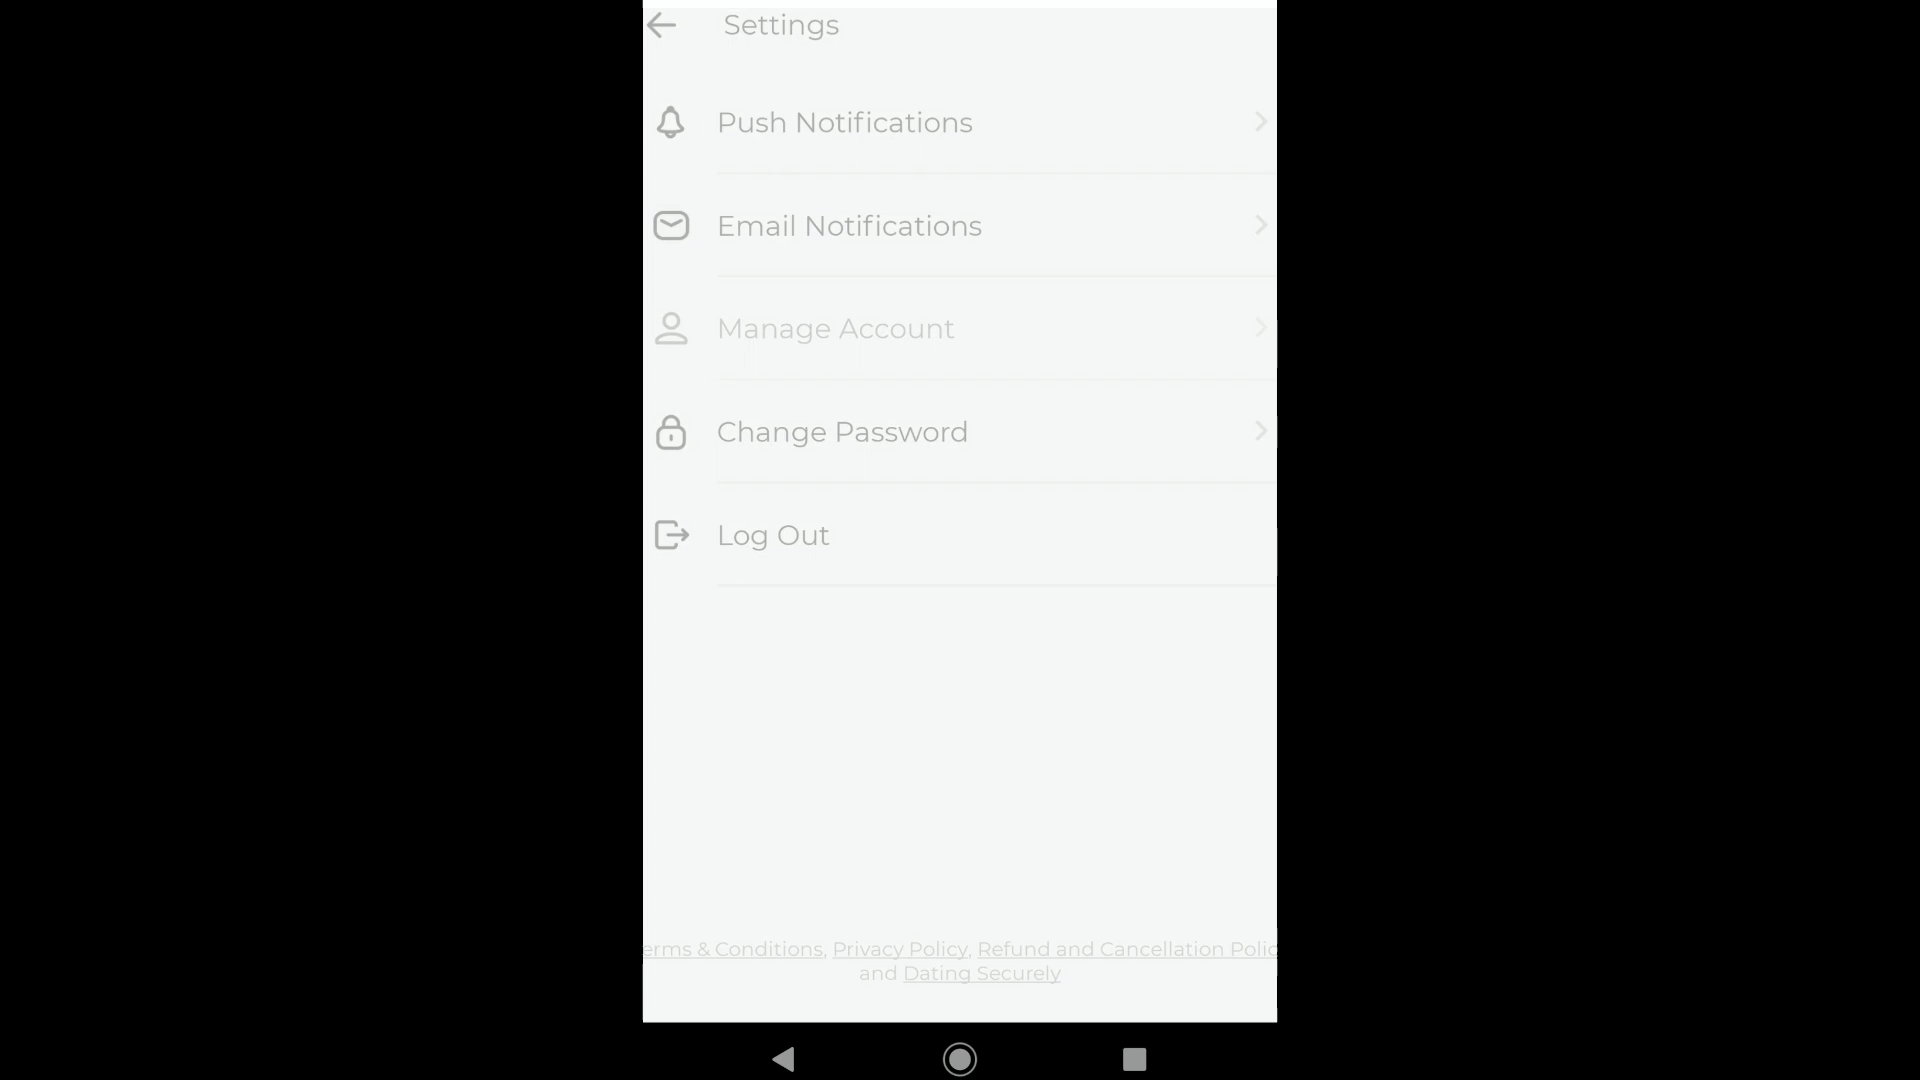 Settings
Push Notifications
Email Notifications
Manage Account
Change Password
Log Out
erms & Conditions, Privacy Policy, Refund and Cancellation Polic
and Dating Securely